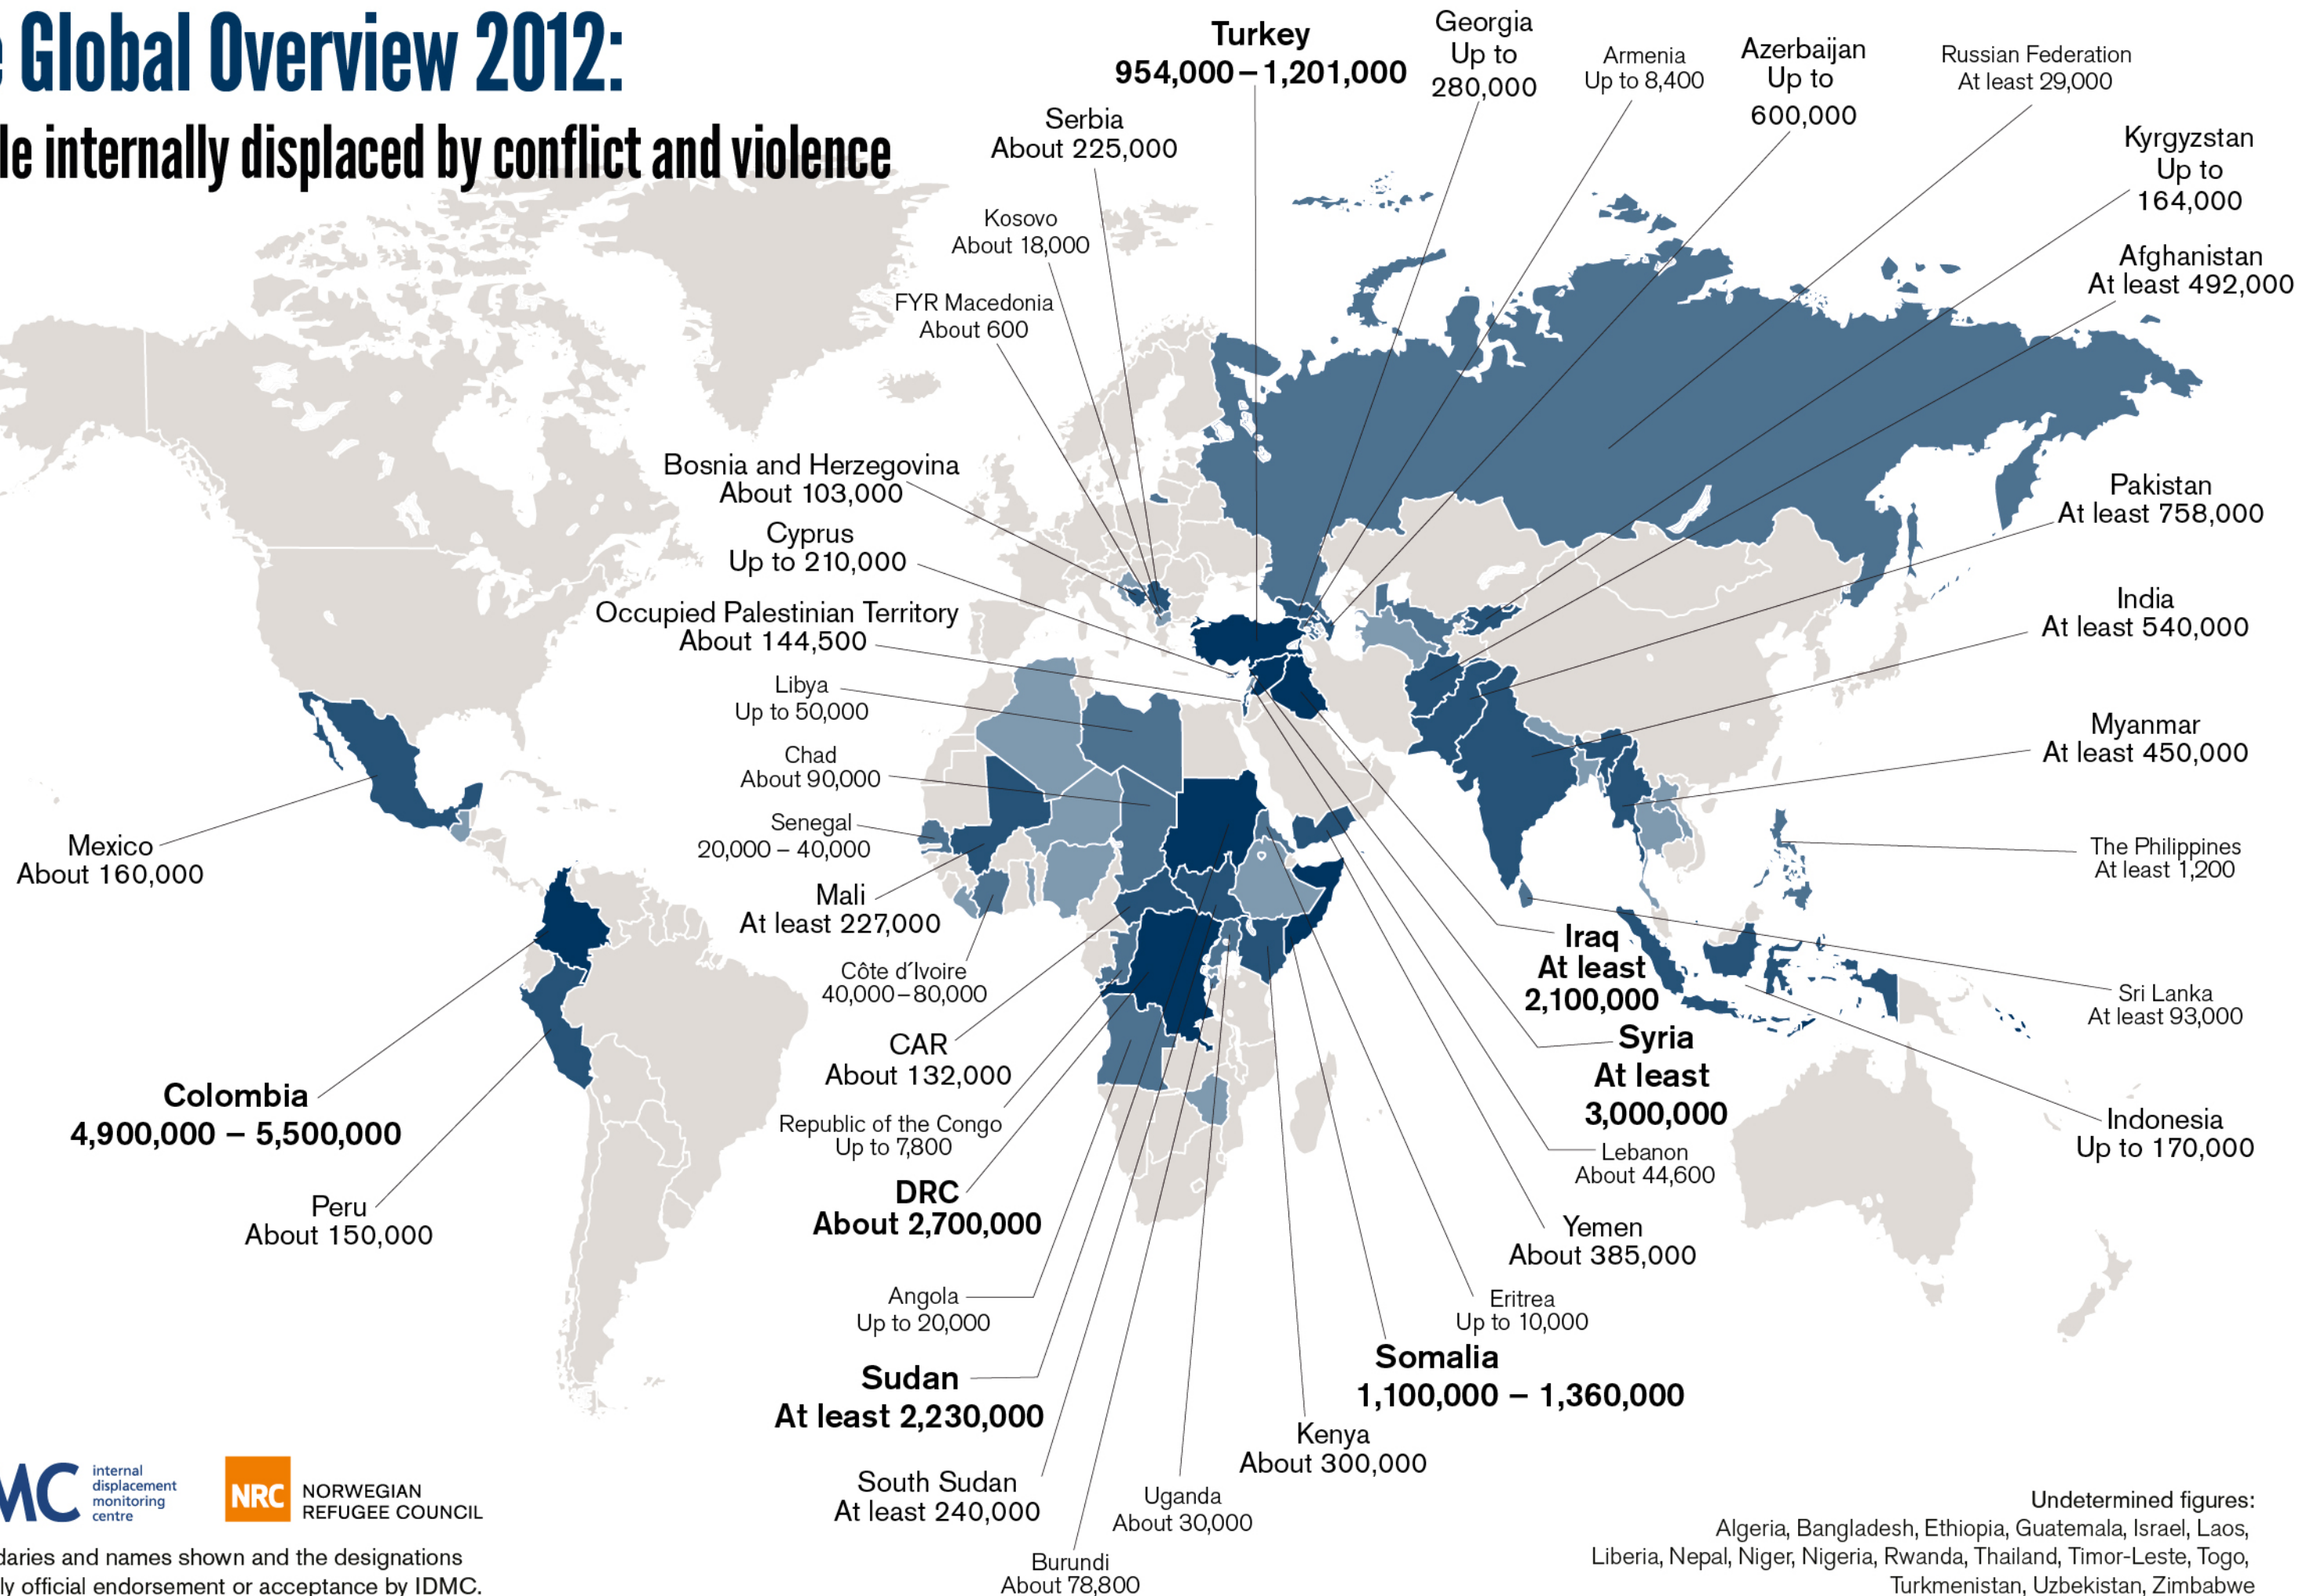 Global Overview 2012:
internally displaced by conflict and violence
Turkey
954,000 – 1,201,000
Georgia
Up to
280,000
Armenia
Up to 8,400
Azerbaijan
Up to
600,000
Russian Federation
At least 29,000
Serbia
About 225,000
Kyrgyzstan
Up to
164,000
Kosovo
About 18,000
Afghanistan
At least 492,000
FYR Macedonia
About 600
Bosnia and Herzegovina
About 103,000
Pakistan
At least 758,000
Cyprus
Up to 210,000
India
At least 540,000
Occupied Palestinian Territory
About 144,500
Libya
Up to 50,000
Myanmar
At least 450,000
Chad
About 90,000
Senegal
20,000 – 40,000
Mexico
About 160,000
The Philippines
At least 1,200
Mali
At least 227,000
Iraq
At least
2,100,000
Côte d´Ivoire
40,000 – 80,000
Sri Lanka
At least 93,000
CAR
About 132,000
Syria
At least
3,000,000
Colombia
4,900,000 – 5,500,000
Republic of the Congo
Up to 7,800
Indonesia
Up to 170,000
Lebanon
About 44,600
DRC
About 2,700,000
Peru
About 150,000
Yemen
About 385,000
Angola
Up to 20,000
Eritrea
Up to 10,000
Somalia
1,100,000 – 1,360,000
Sudan
At least 2,230,000
Kenya
About 300,000
South Sudan
At least 240,000
Uganda
About 30,000
Burundi
About 78,800
MC
internal
displacement
monitoring
centre
NRC
NORWEGIAN
REFUGEE COUNCIL
daries and names shown and the designations
ly official endorsement or acceptance by IDMC.
Undetermined figures:
Algeria, Bangladesh, Ethiopia, Guatemala, Israel, Laos,
Liberia, Nepal, Niger, Nigeria, Rwanda, Thailand, Timor-Leste, Togo,
Turkmenistan, Uzbekistan, Zimbabwe